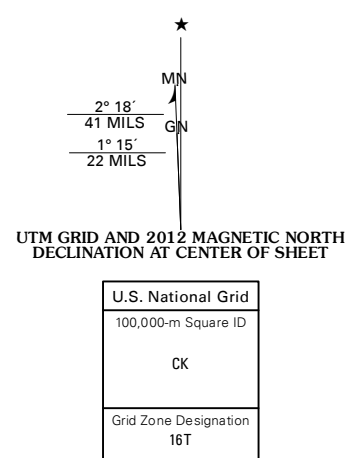 ★
MN
2° 18´
41 MILS
GN
1° 15´
22 MILS
UTM GRID AND 2012 MAGNETIC NORTH
DECLINATION AT CENTER OF SHEET
U.S. National Grid
100,000-m Square ID
CK
Grid Zone Designation
16T